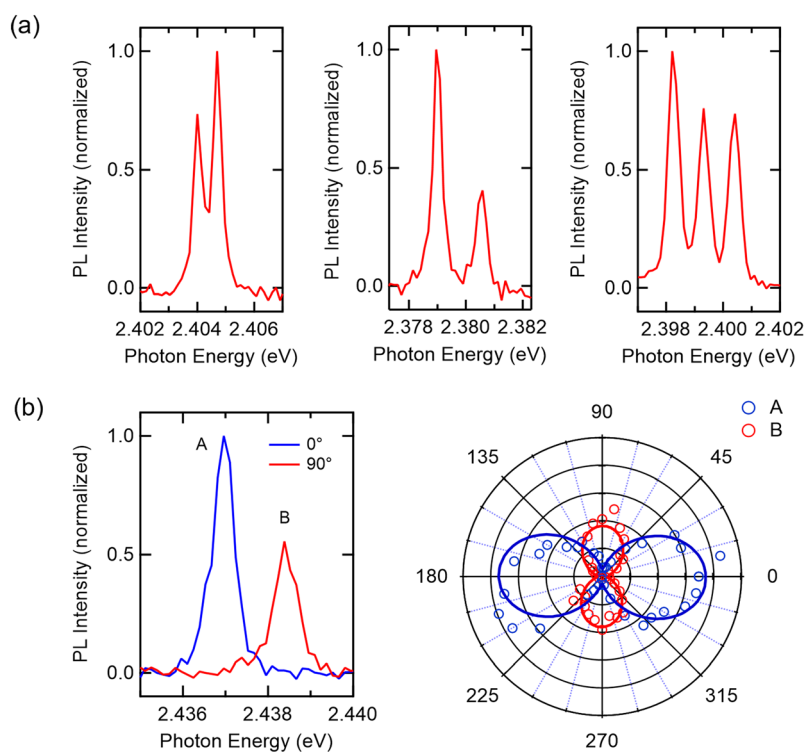 (a)
PL Intensity (normalized)
1.0
0.5
0.0
2.402 2.404 2.406
Photon Energy (eV)
PL Intensity (normalized)
1.0
0.5
0.0
2.378 2.380 2.382
Photon Energy (eV)
PL Intensity (normalized)
1.0
0.5
0.0
2.398 2.400 2.402
Photon Energy (eV)
(b)
PL Intensity (normalized)
1.0
0.5
0.0
A
B
0°
90°
2.436 2.438 2.440
Photon Energy (eV)
A
B
90
135 45
180 0
225 315
270